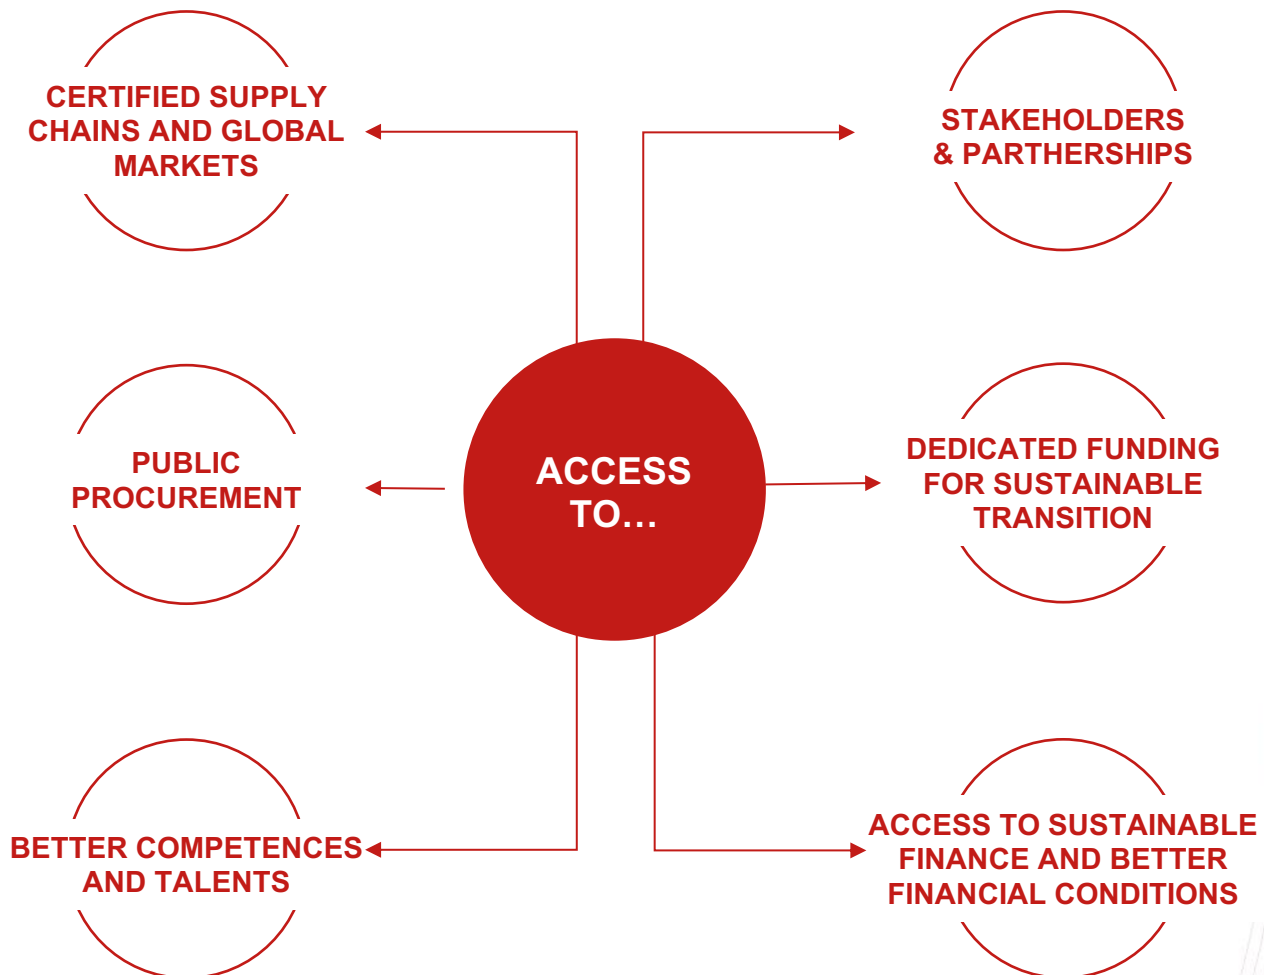 CERTIFIED SUPPLY
CHAINS AND GLOBAL
MARKETS
STAKEHOLDERS
& PARTHERSHIPS
PUBLIC
PROCUREMENT
ACCESS
TO...
DEDICATED FUNDING
FOR SUSTAINABLE
TRANSITION
BETTER COMPETENCES
AND TALENTS
ACCESS TO SUSTAINABLE
FINANCE AND BETTER
FINANCIAL CONDITIONS